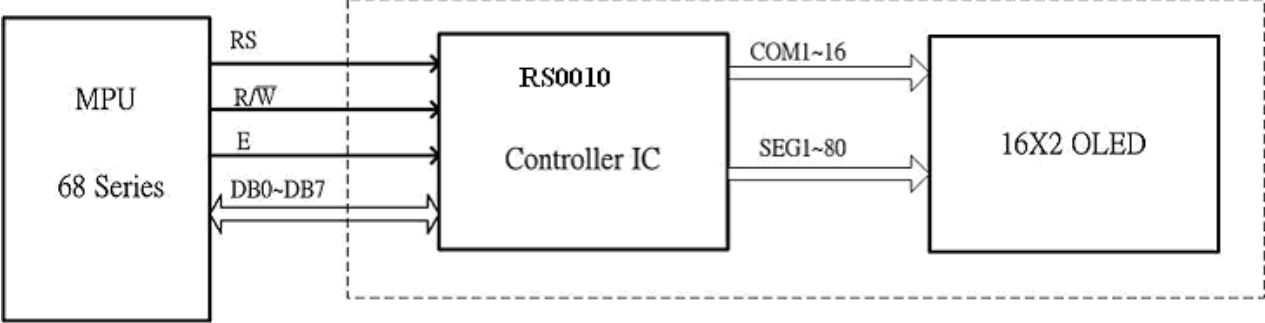 MPU
68 Series
RS
R/W̅
E
DB0~DB7
RS0010
Controller IC
COM1~16
SEG1~80
16X2 OLED